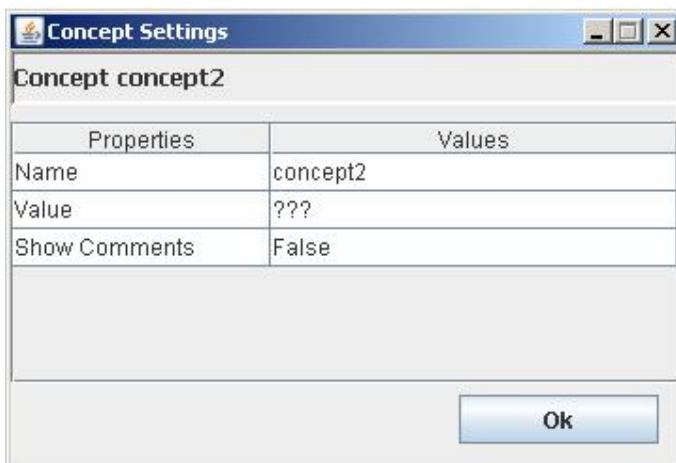 Concept Settings
Concept concept2
Properties Values
Name concept2
Value ???
Show Comments False
Ok